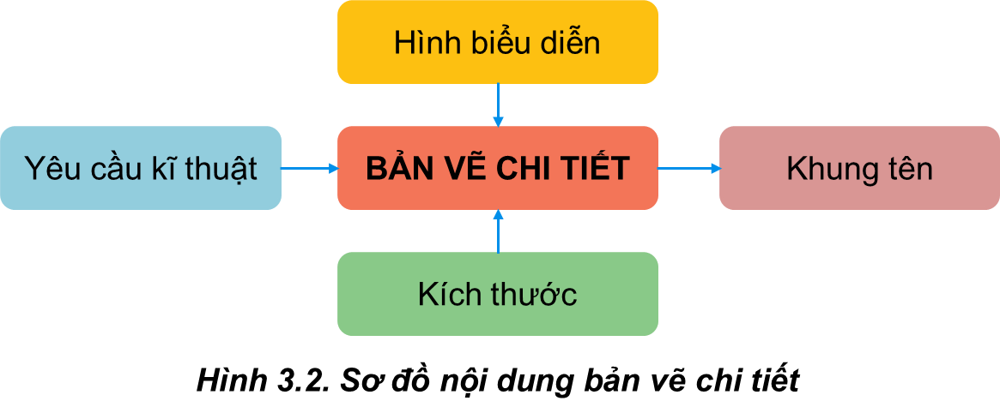 Hình biểu diễn
Yêu cầu kĩ thuật
BẢN VẼ CHI TIẾT
Khung tên
Kích thước
Hình 3.2. Sơ đồ nội dung bản vẽ chi tiết